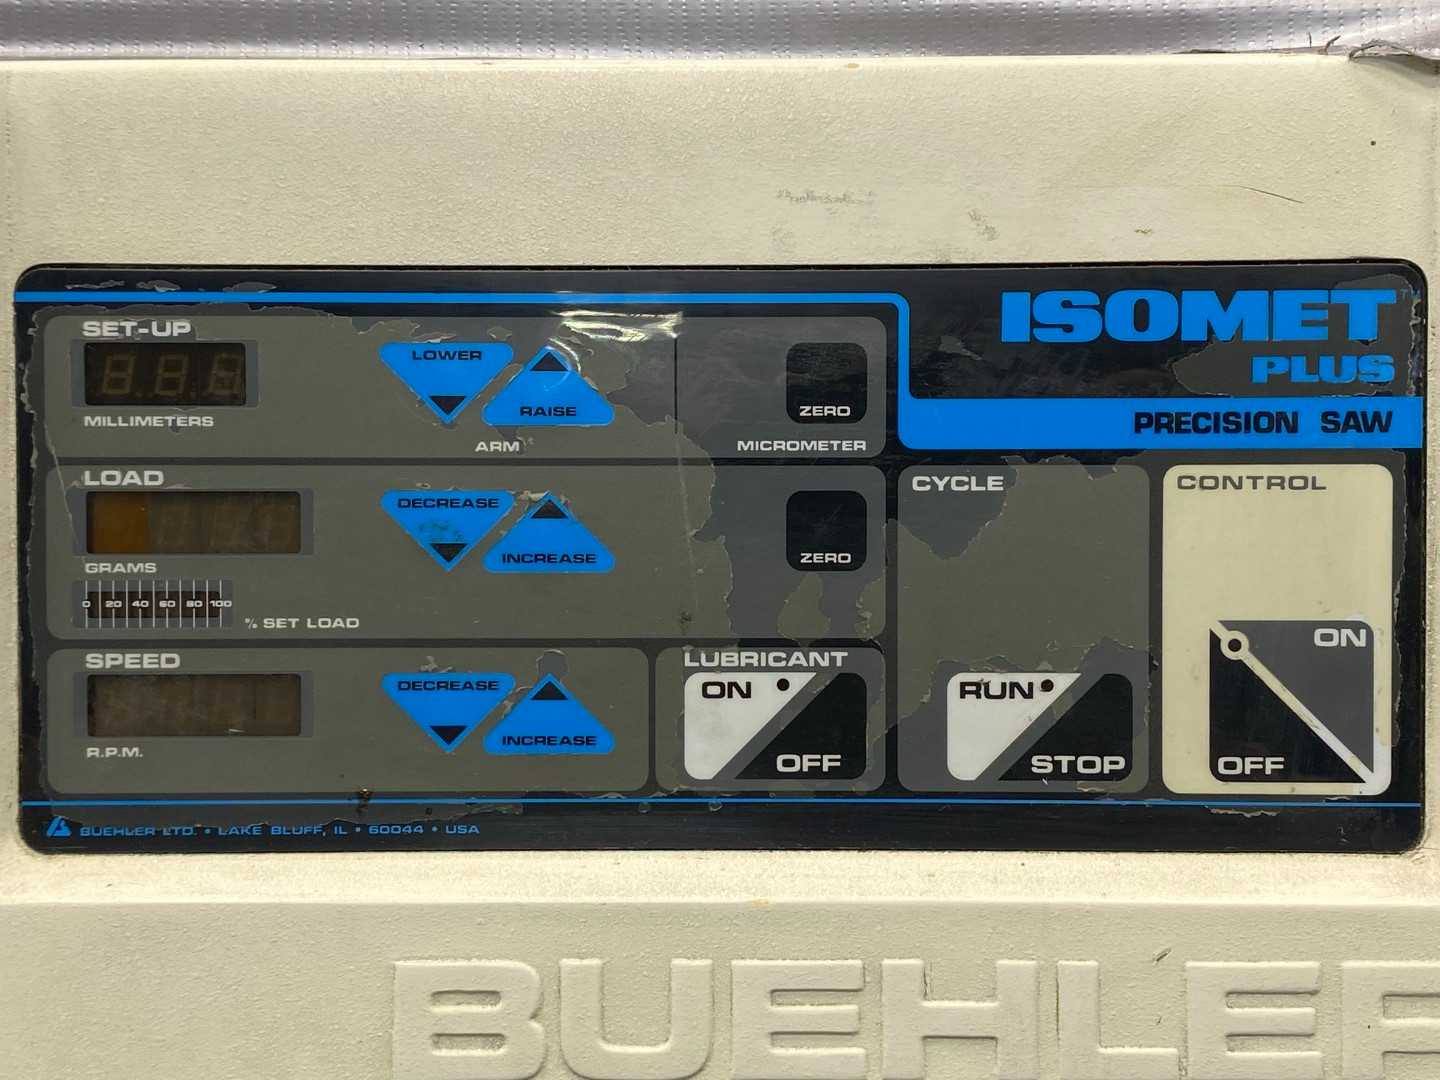 ISOMET
PLUS
PRECISION SAW
SET-UP
MILLIMETERS
LOWER
RAISE
ARM
ZERO
MICROMETER
LOAD
GRAMS
0 20 40 60 80 100
% SET LOAD
DECREASE
INCREASE
ZERO
SPEED
R.P.M.
DECREASE
INCREASE
LUBRICANT
ON
OFF
CYCLE
RUN
STOP
CONTROL
ON
OFF
BUEHLER LTD. • LAKE BLUFF, IL • 60044 • USA
BUEHLER